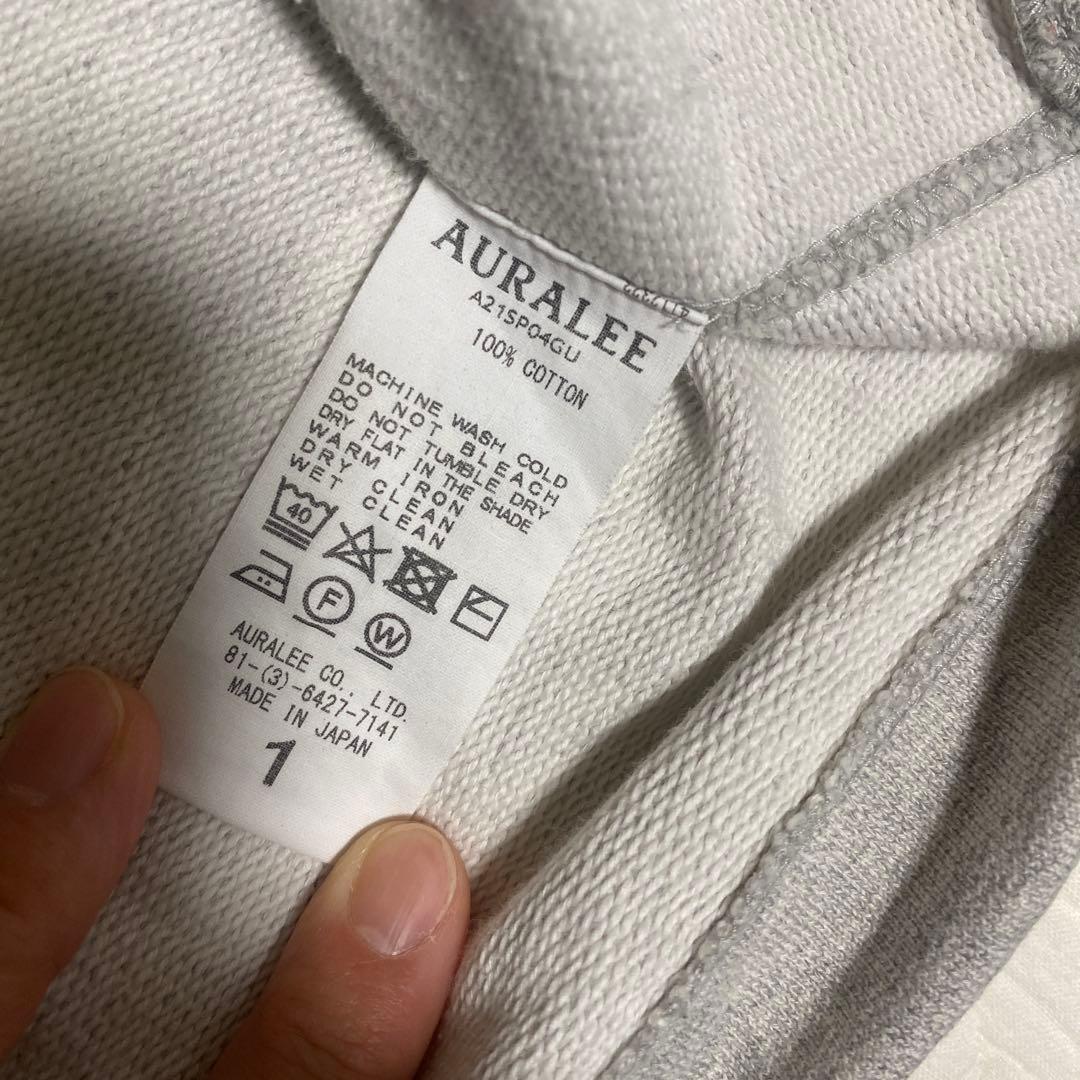 AURALEE
A21SP04GU
100% COTTON
MACHINE WASH COLD
DO NOT BLEACH
DO NOT TUMBLE DRY
DRY FLAT IN THE SHADE
WARM IRON
DRY CLEAN
WET CLEAN
40
F
W
AURALEE CO., LTD.
81-(3)-6427-7141
MADE IN JAPAN
1